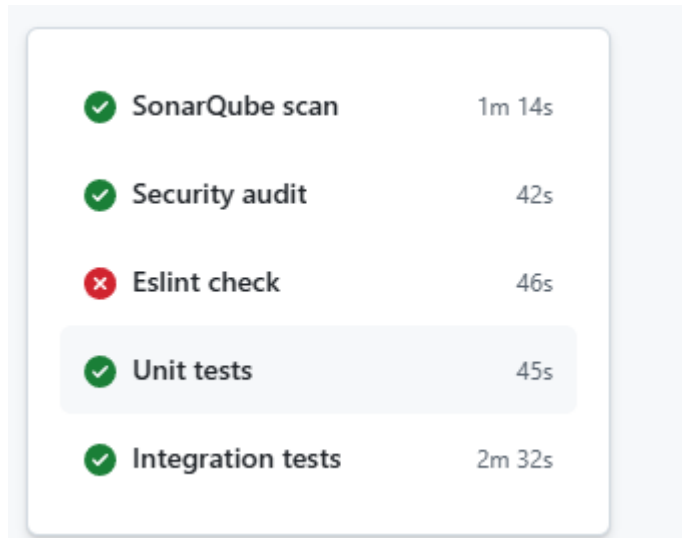 SonarQube scan 1m 14s
Security audit 42s
Eslint check 46s
Unit tests 45s
Integration tests 2m 32s